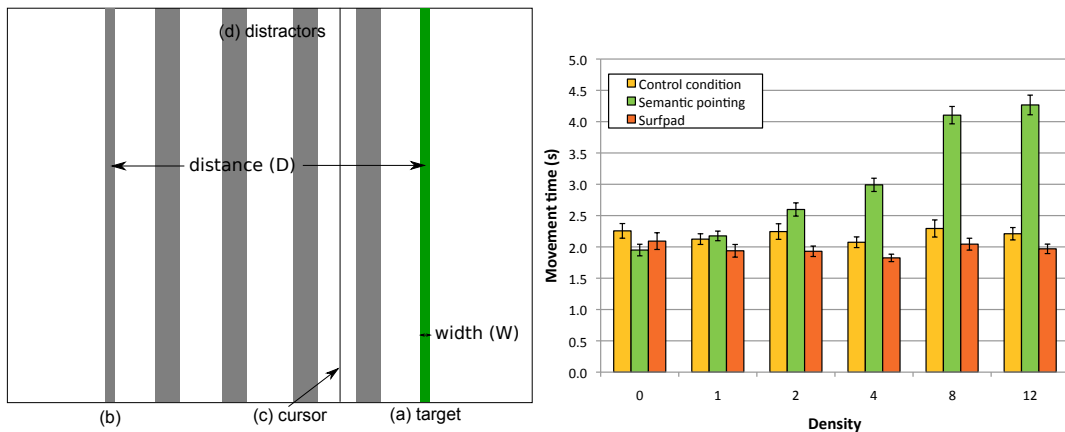 (d) distractors
distance (D)
width (W)
(b)
(c) cursor
(a) target
5.0
4.5
4.0
3.5
3.0
2.5
2.0
1.5
1.0
0.5
0.0
Movement time (s)
Control condition
Semantic pointing
Surfpad
0 1 2 4 8 12
Density